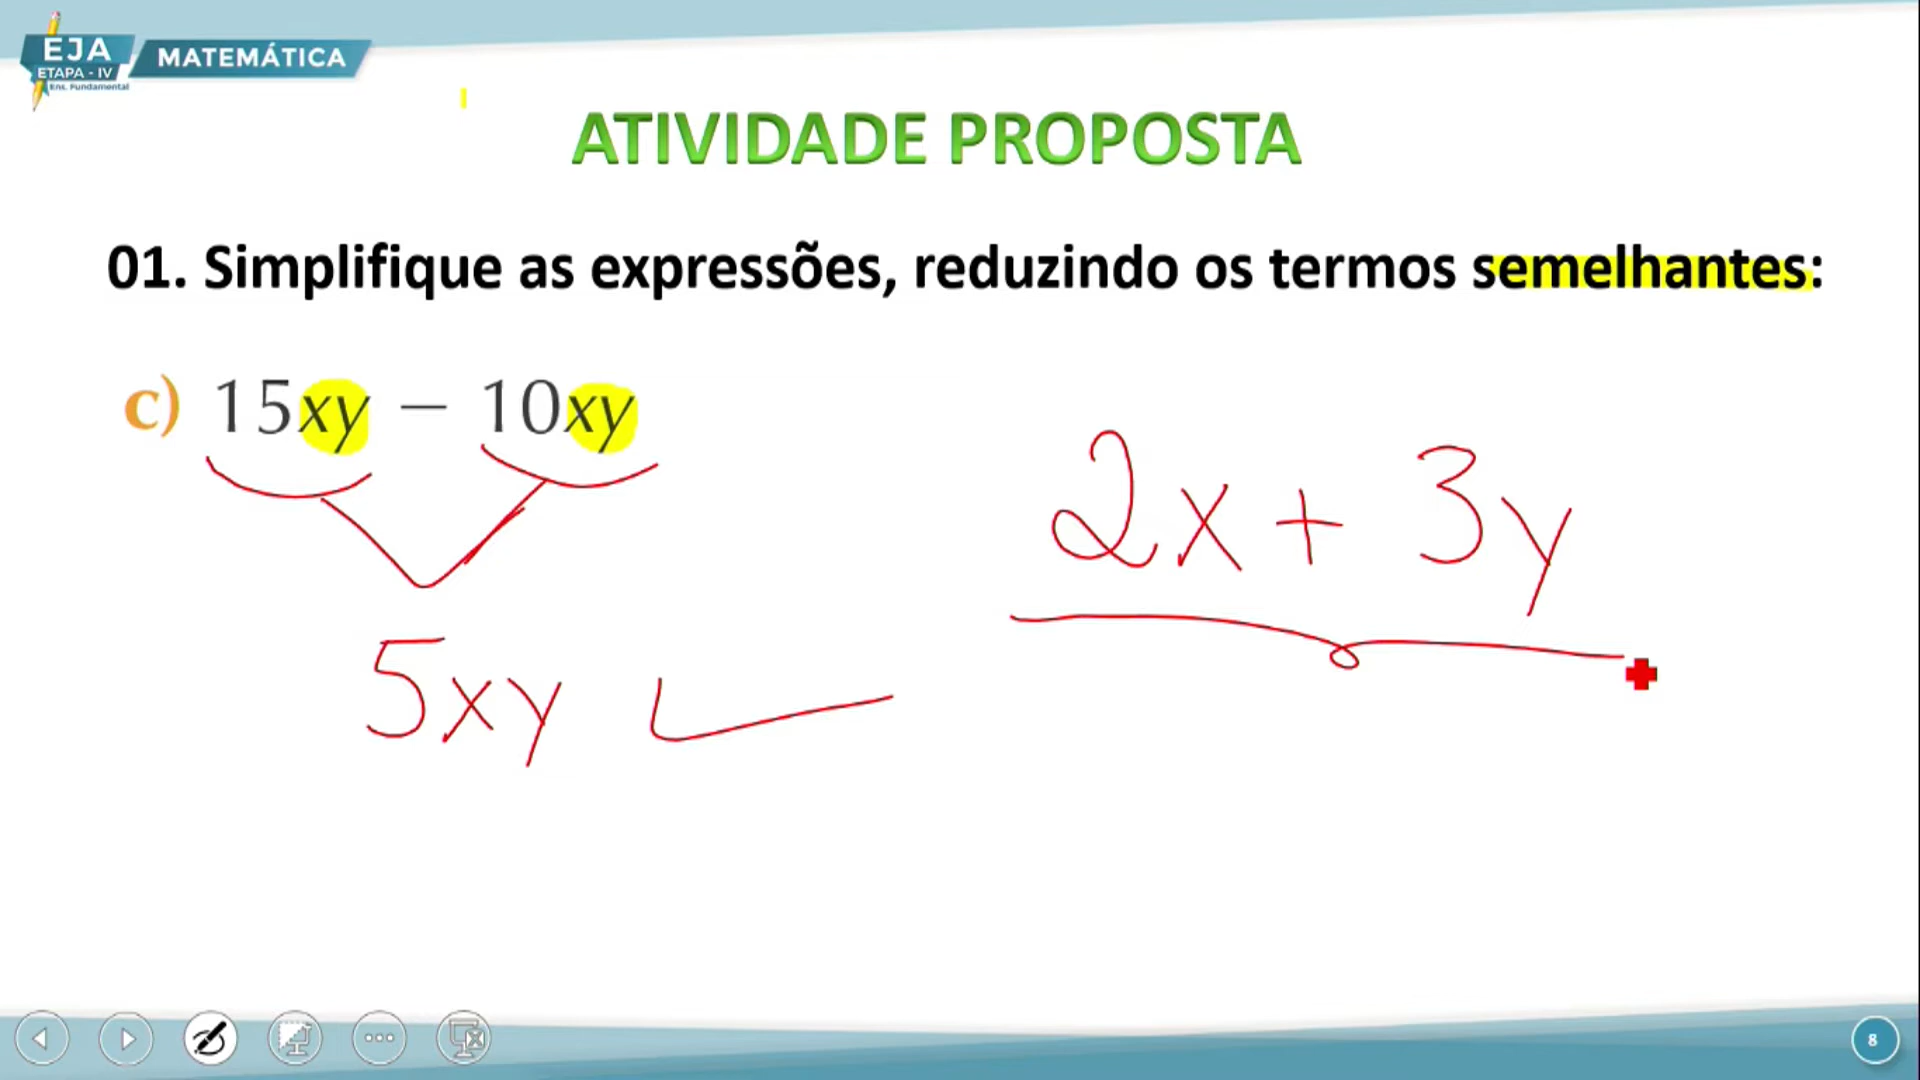 EJA
ETAPA - IV
Ens. Fundamental
MATEMÁTICA
ATIVIDADE PROPOSTA
01. Simplifique as expressões, reduzindo os termos semelhantes:
c) 15xy − 10xy
2x + 3y
5xy
8